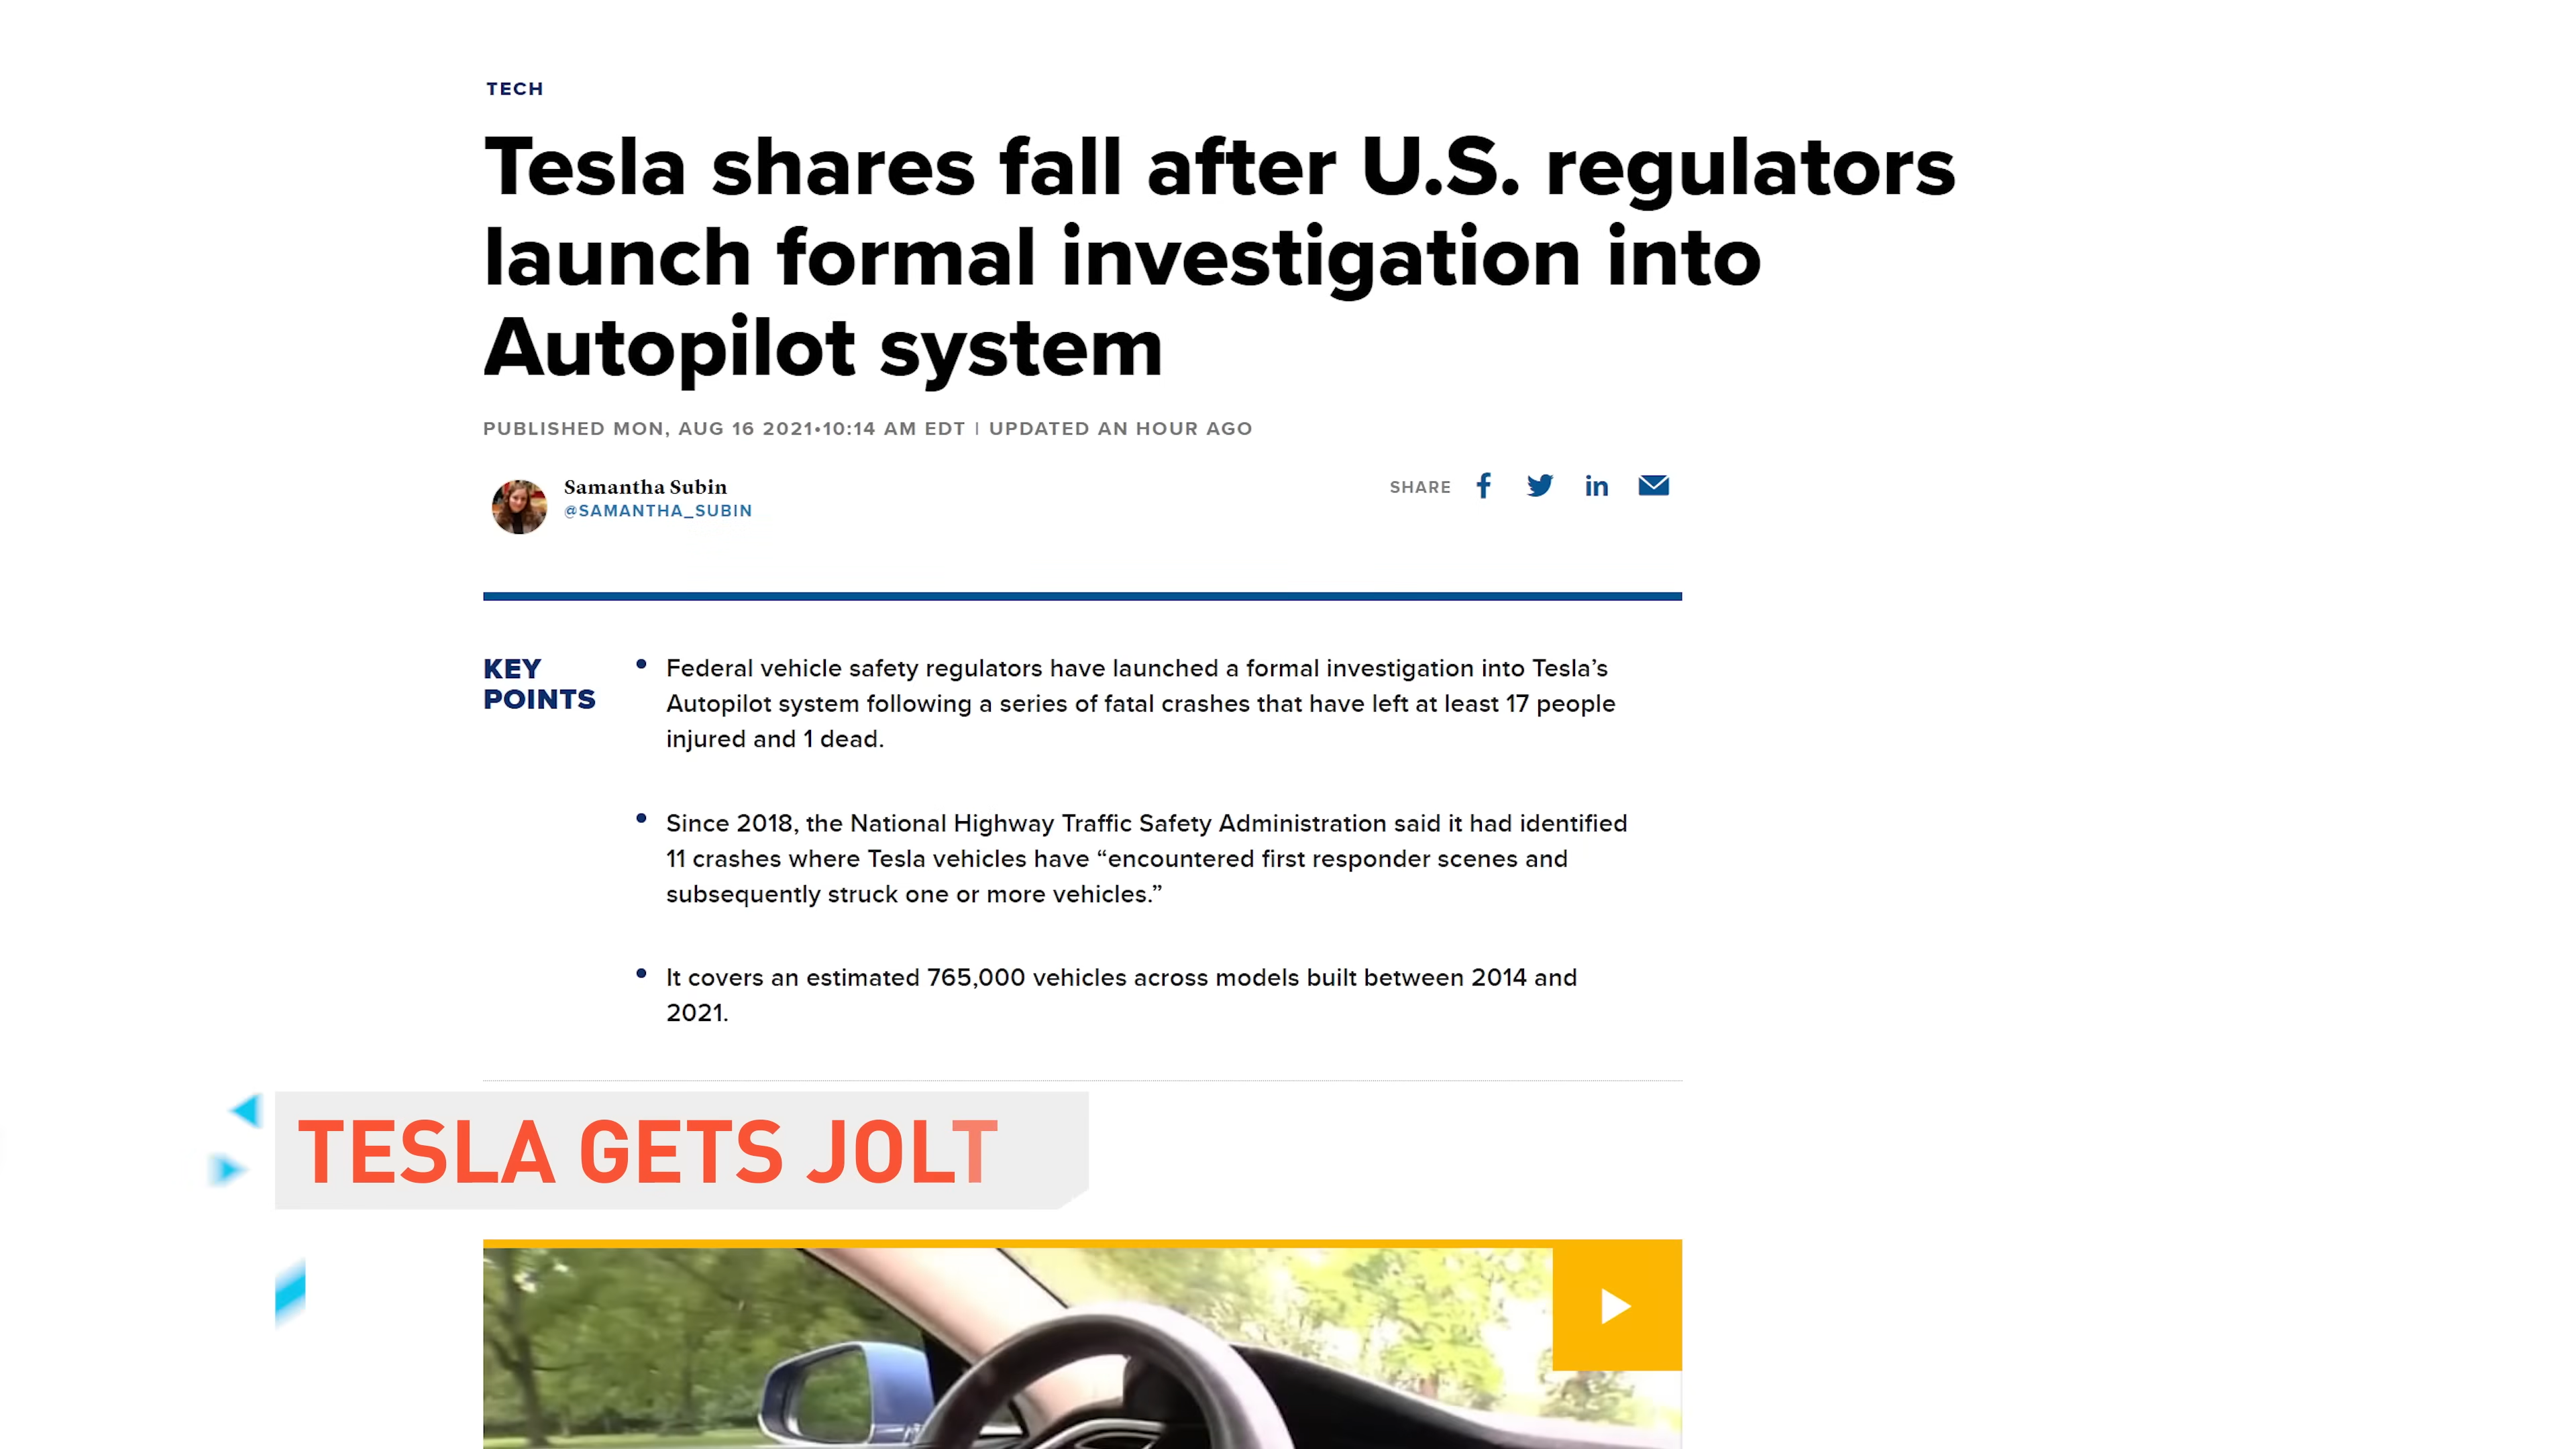 TECH
Tesla shares fall after U.S. regulators
launch formal investigation into
Autopilot system
PUBLISHED MON, AUG 16 2021•10:14 AM EDT | UPDATED AN HOUR AGO
Samantha Subin
@SAMANTHA_SUBIN
SHARE
KEY
POINTS
• Federal vehicle safety regulators have launched a formal investigation into Tesla’s
Autopilot system following a series of fatal crashes that have left at least 17 people
injured and 1 dead.
• Since 2018, the National Highway Traffic Safety Administration said it had identified
11 crashes where Tesla vehicles have “encountered first responder scenes and
subsequently struck one or more vehicles.”
• It covers an estimated 765,000 vehicles across models built between 2014 and
2021.
TESLA GETS JOLT